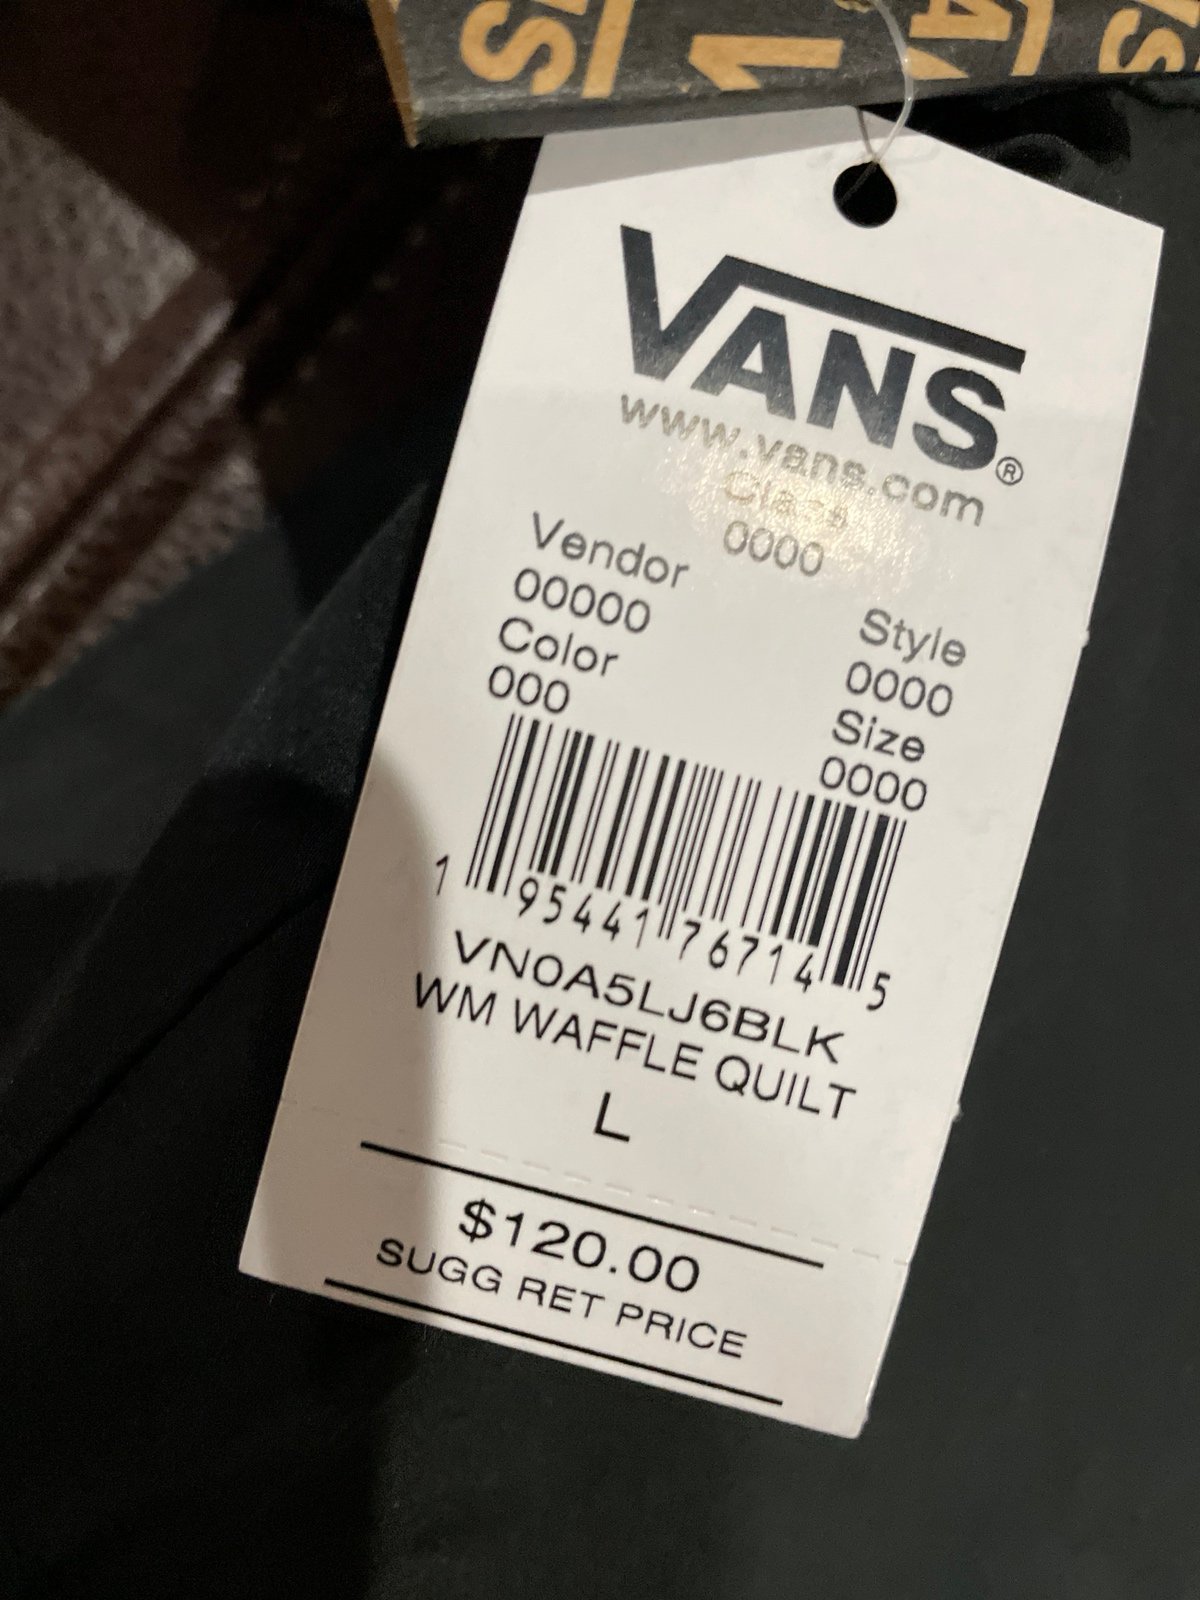 VANS®
www.vans.com
Class
0000
Vendor
00000
Style
0000
Color
000
Size
0000
1 95441 76714 5
VN0A5LJ6BLK
WM WAFFLE QUILT
L
$120.00
SUGG RET PRICE